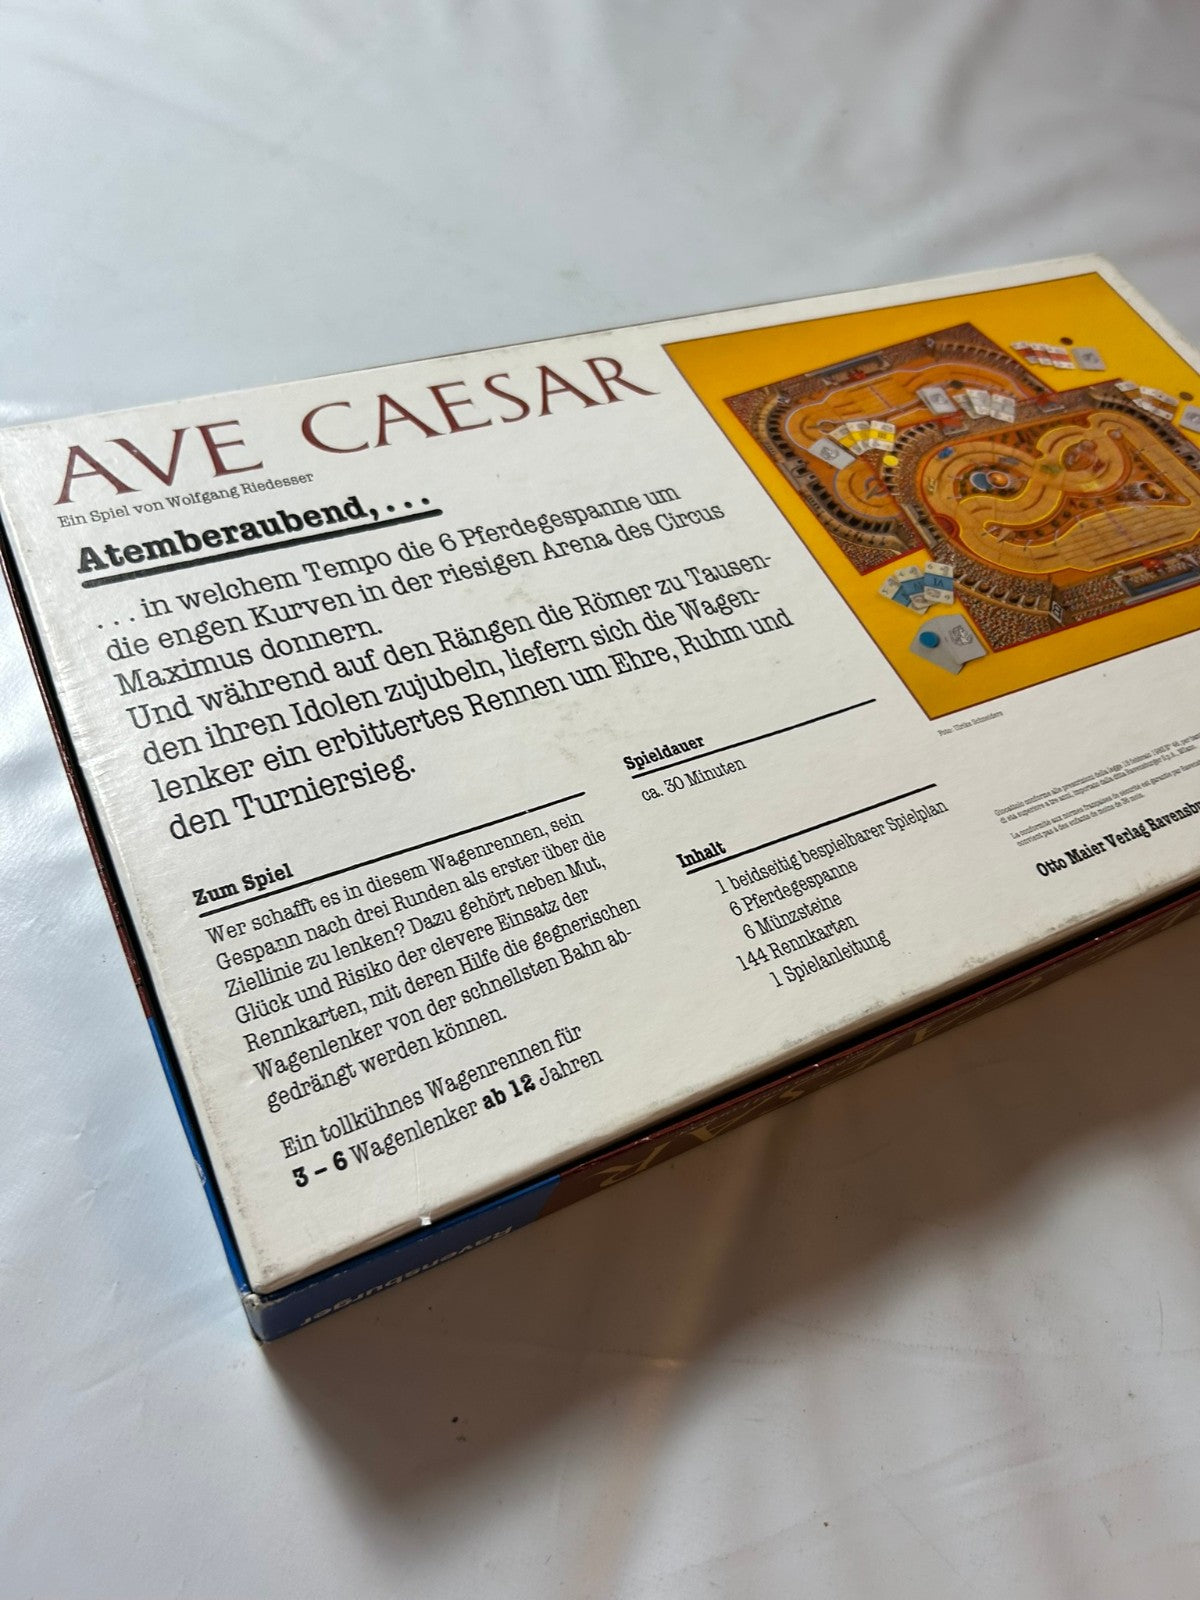 AVE CAESAR
Ein Spiel von Wolfgang Riedesser
Atemberaubend,...
...in welchem Tempo die 6 Pferdegespanne um
die engen Kurven in der riesigen Arena des Circus
Maximus donnern.
Und während auf den Rängen die Römer zu Tausen-
den ihren Idolen zujubeln, liefern sich die Wagen-
lenker ein erbittertes Rennen um Ehre, Ruhm und
den Turniersieg.
Zum Spiel
Wer schafft es in diesem Wagenrennen, sein
Gespann nach drei Runden als erster über die
Ziellinie zu lenken? Dazu gehört neben Mut,
Glück und Risiko der clevere Einsatz der
Rennkarten, mit deren Hilfe die gegnerischen
Wagenlenker von der schnellsten Bahn ab-
gedrängt werden können.
Ein tollkühnes Wagenrennen für
3 – 6 Wagenlenker ab 12 Jahren
Spieldauer
ca. 30 Minuten
Inhalt
1 beidseitig bespielbarer Spielplan
6 Pferdegespanne
6 Münzsteine
144 Rennkarten
1 Spielanleitung
Foto: Ulrike Schneiders
Otto Maier Verlag
Ravensburger